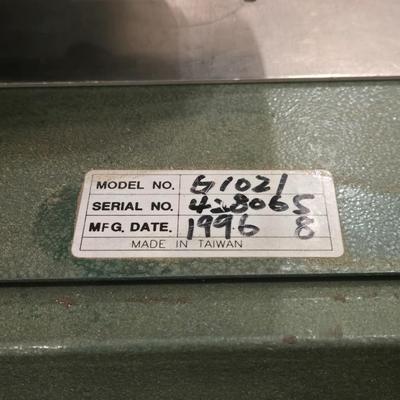 MODEL NO. G1021
SERIAL NO. 428065
MFG. DATE. 1996 8
MADE IN TAIWAN